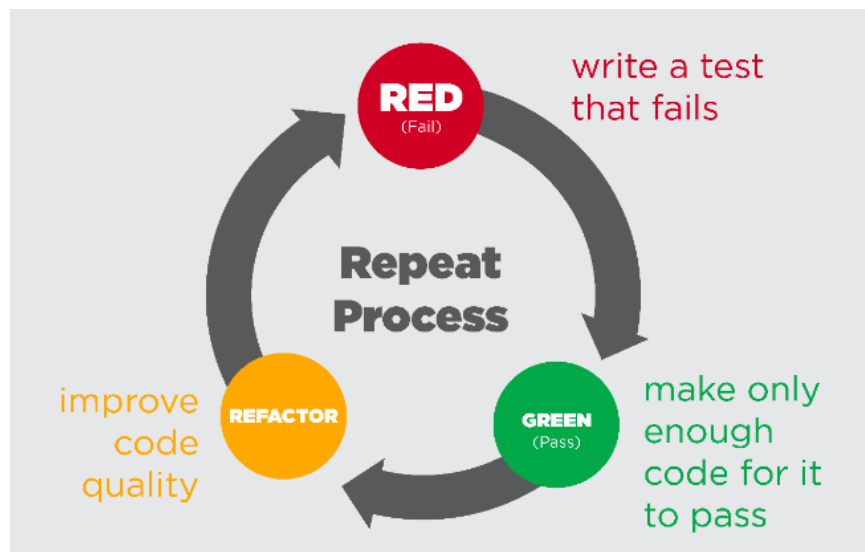 RED
(Fail)
write a test
that fails
Repeat
Process
GREEN
(Pass)
make only
enough
code for it
to pass
REFACTOR
improve
code
quality